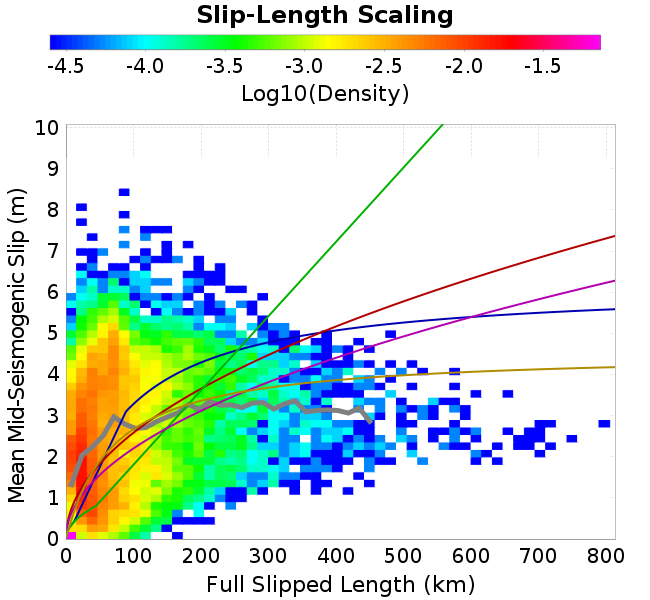 Slip-Length Scaling
-4.5 -4.0 -3.5 -3.0 -2.5 -2.0 -1.5
Log10(Density)
10
9
8
7
6
5
4
3
2
1
0
Mean Mid-Seismogenic Slip (m)
0 100 200 300 400 500 600 700 800
Full Slipped Length (km)